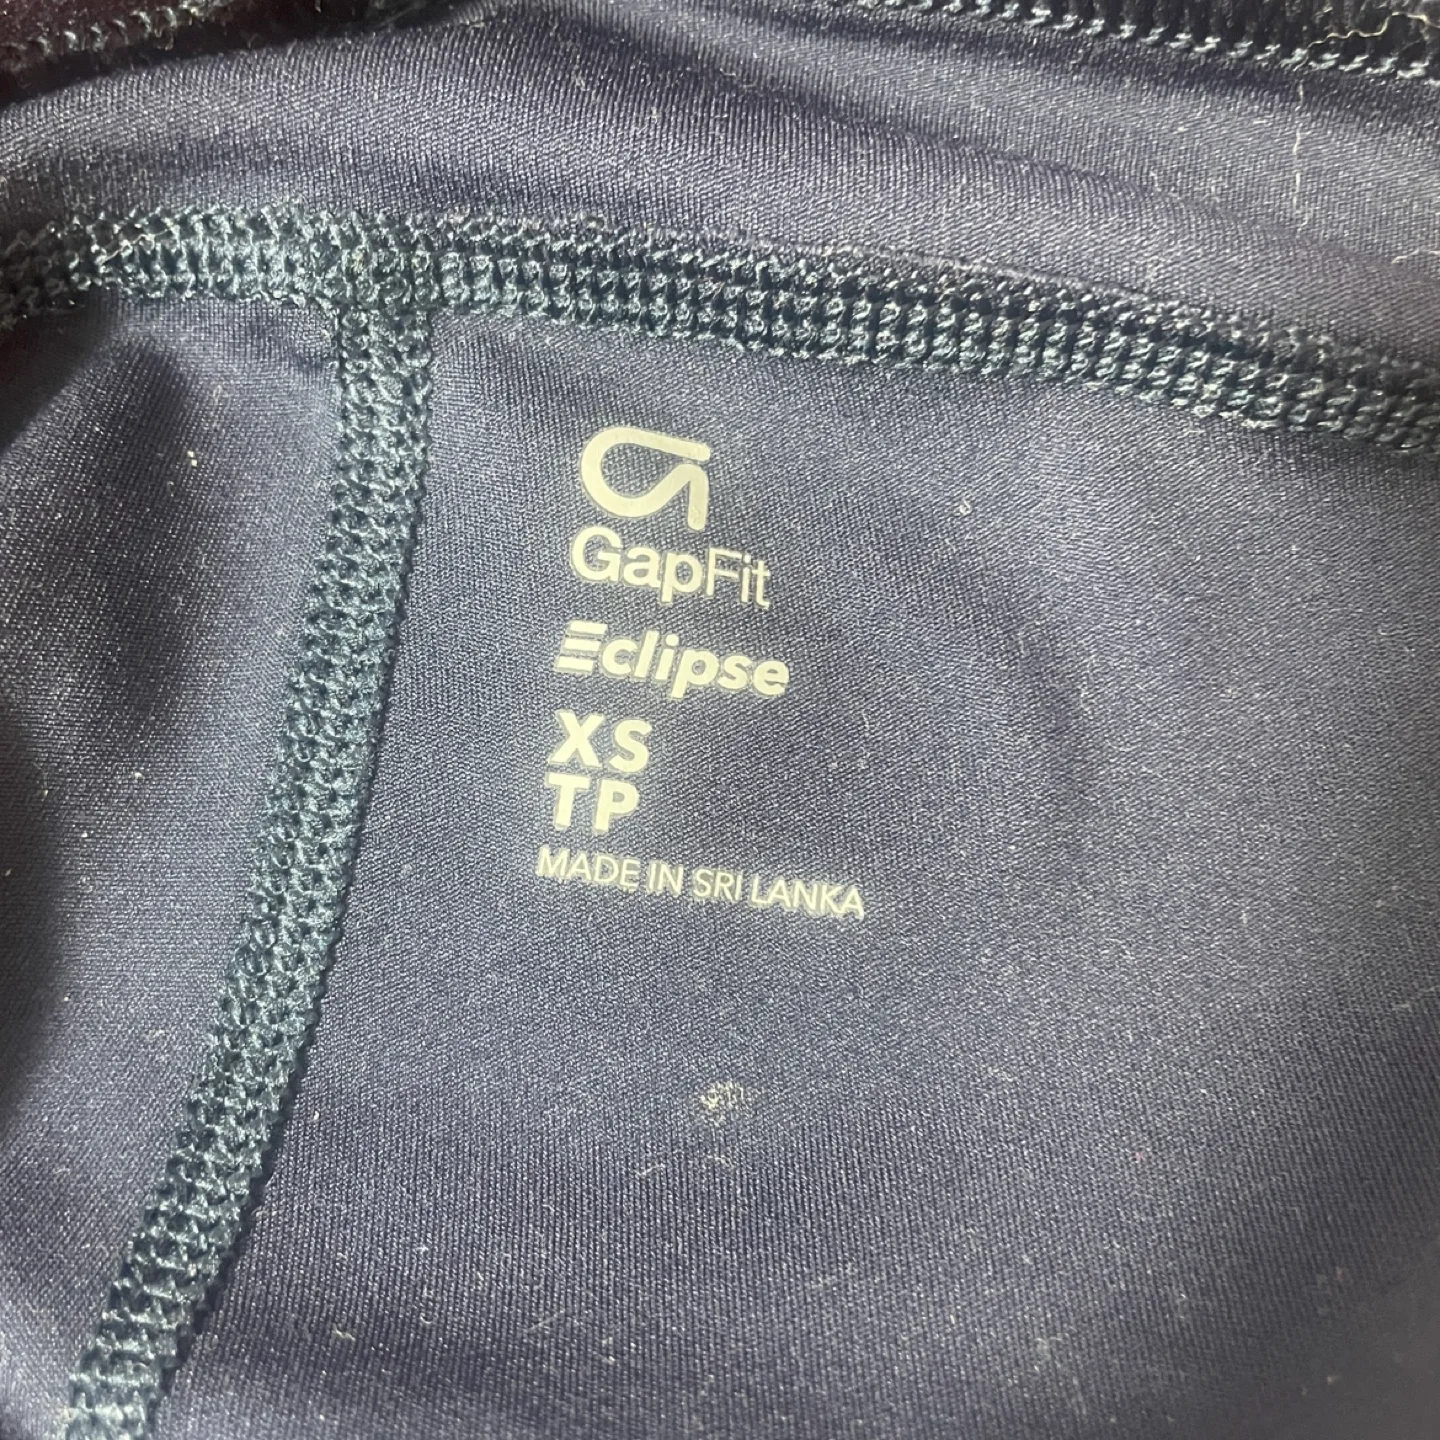 GapFit
Eclipse
XS
TP
MADE IN SRI LANKA